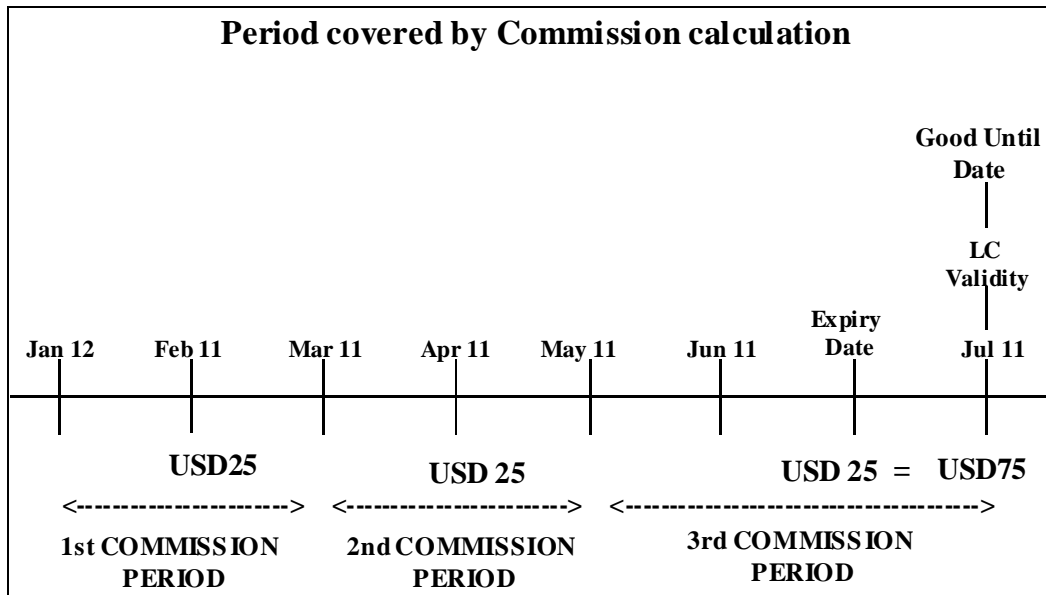 Period covered by Commission calculation
Good Until
Date
LC
Validity
Expiry
Date
Jan 12 Feb 11 Mar 11 Apr 11 May 11 Jun 11 Jul 11
USD25 USD 25 USD 25 = USD75
<----------------------------> <----------------------------> <------------------------------------------->
1st COMMISSION
PERIOD
2nd COMMISSION
PERIOD
3rd COMMISSION
PERIOD